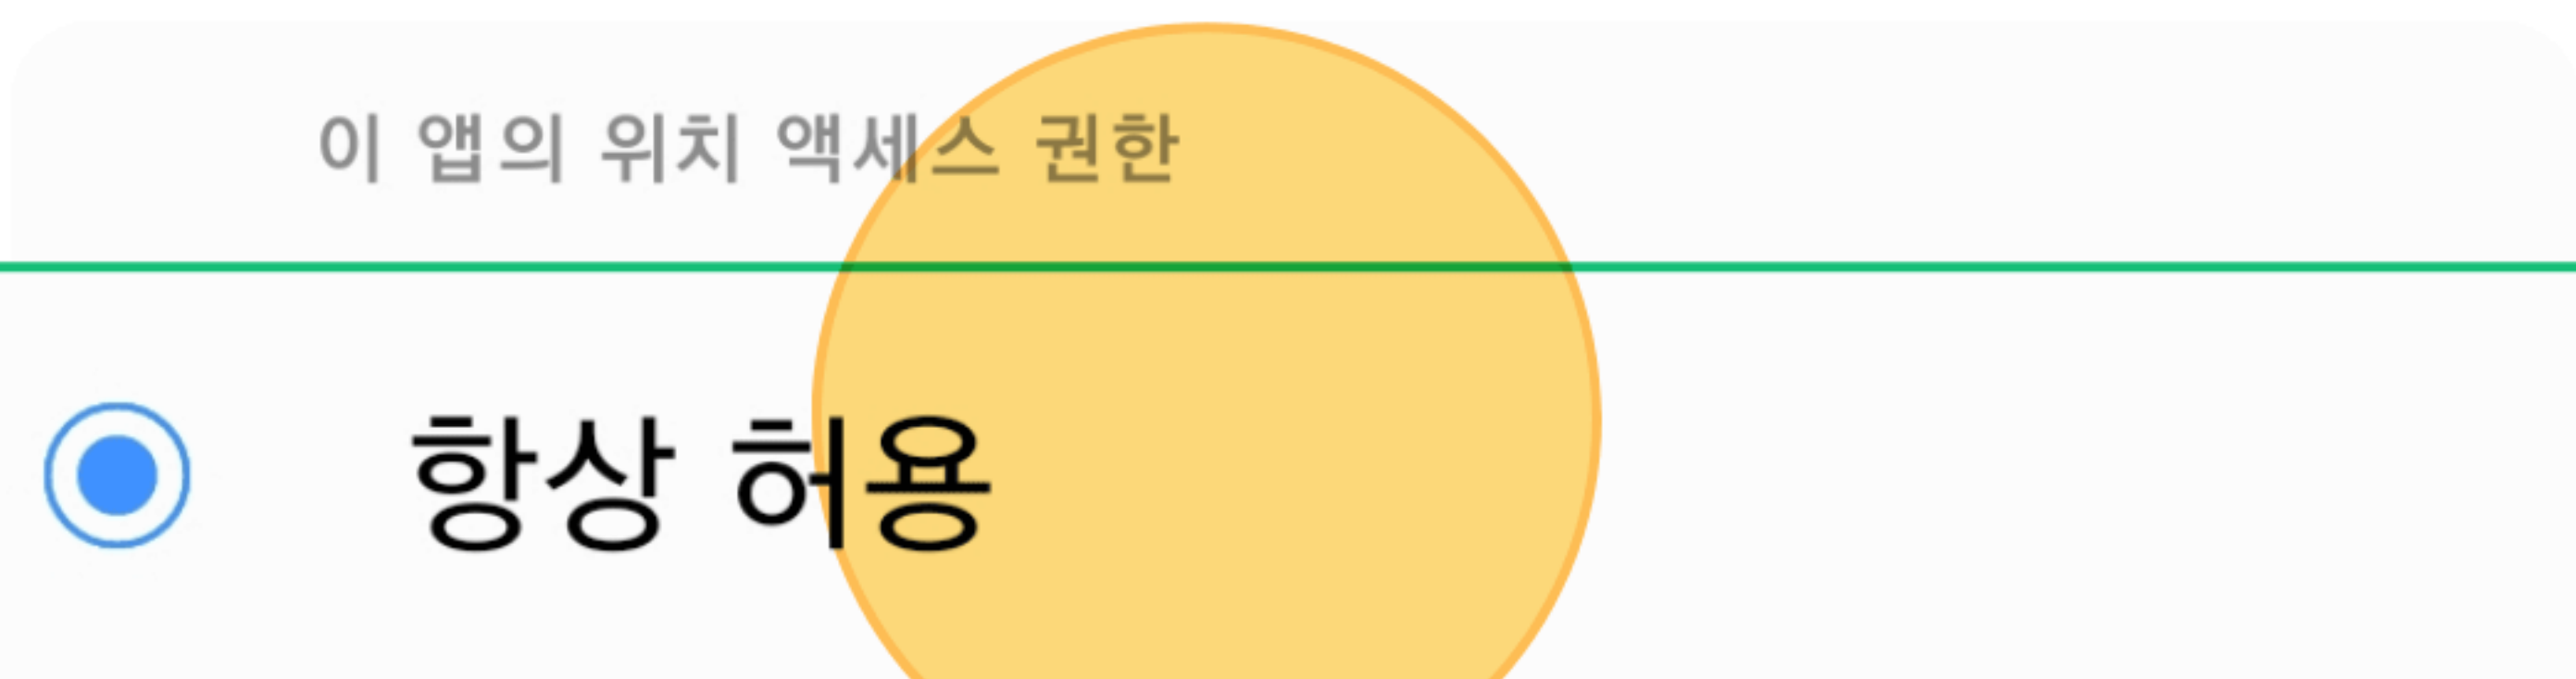 이 앱의 위치 액세스 권한
항상 허용